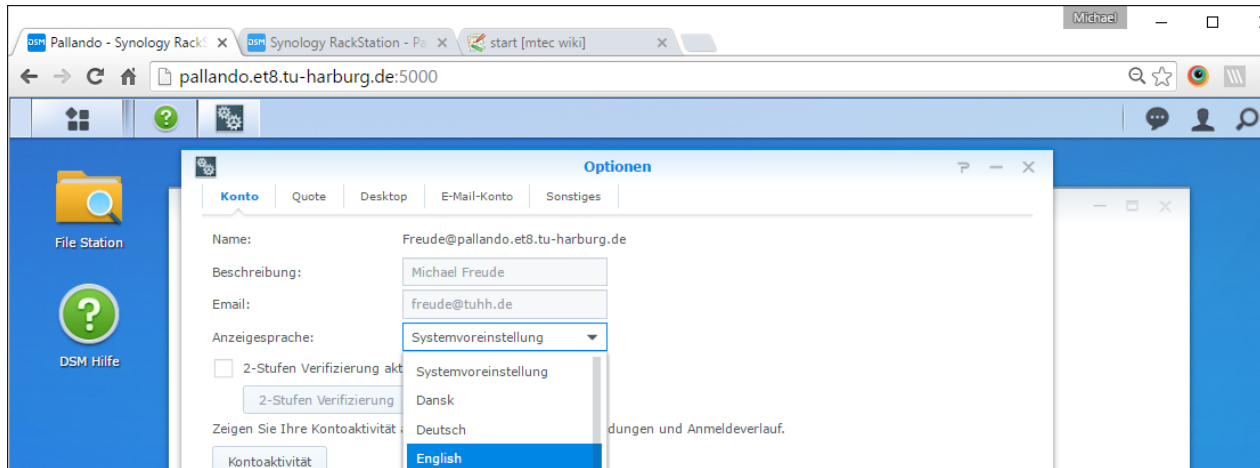 Michael
DSM Pallando - Synology RackS
DSM Synology RackStation - Pa
start [mtec wiki]
pallando.et8.tu-harburg.de:5000
Optionen
Konto Quote Desktop E-Mail-Konto Sonstiges
File Station
Name: Freude@pallando.et8.tu-harburg.de
Beschreibung: Michael Freude
Email: freude@tuhh.de
Anzeigesprache: Systemvoreinstellung
DSM Hilfe
2-Stufen Verifizierung akt
Systemvoreinstellung
2-Stufen Verifizierung
Dansk
Zeigen Sie Ihre Kontoaktivität
Deutsch
dungen und Anmeldeverlauf.
Kontoaktivität
English